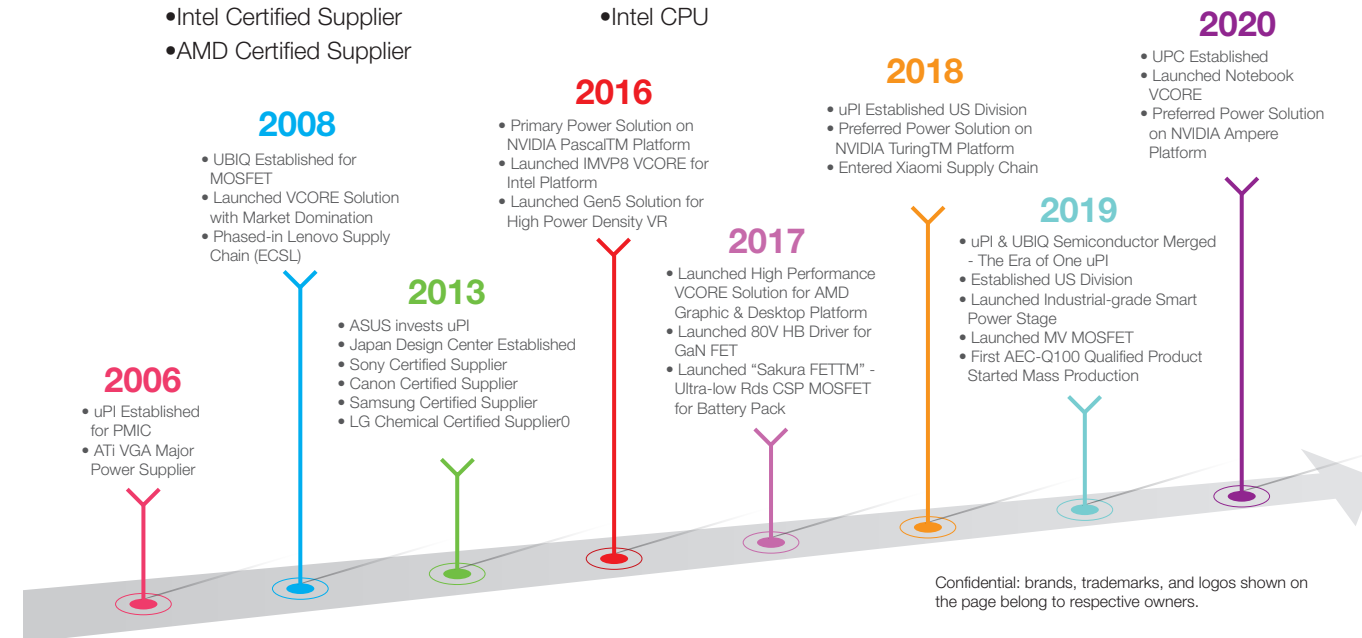 •Intel Certified Supplier
•AMD Certified Supplier
•Intel CPU
2006
• uPI Established
for PMIC
• ATi VGA Major
Power Supplier
2008
• UBIQ Established for
MOSFET
• Launched VCORE Solution
with Market Domination
• Phased-in Lenovo Supply
Chain (ECSL)
2013
• ASUS invests uPI
• Japan Design Center Established
• Sony Certified Supplier
• Canon Certified Supplier
• Samsung Certified Supplier
• LG Chemical Certified Supplier0
2016
• Primary Power Solution on
NVIDIA PascalTM Platform
• Launched IMVP8 VCORE for
Intel Platform
• Launched Gen5 Solution for
High Power Density VR
2017
• Launched High Performance
VCORE Solution for AMD
Graphic & Desktop Platform
• Launched 80V HB Driver for
GaN FET
• Launched “Sakura FETTM” -
Ultra-low Rds CSP MOSFET
for Battery Pack
2018
• uPI Established US Division
• Preferred Power Solution on
NVIDIA TuringTM Platform
• Entered Xiaomi Supply Chain
2019
• uPI & UBIQ Semiconductor Merged
- The Era of One uPI
• Established US Division
• Launched Industrial-grade Smart
Power Stage
• Launched MV MOSFET
• First AEC-Q100 Qualified Product
Started Mass Production
2020
• UPC Established
• Launched Notebook
VCORE
• Preferred Power Solution
on NVIDIA Ampere
Platform
Confidential: brands, trademarks, and logos shown on
the page belong to respective owners.